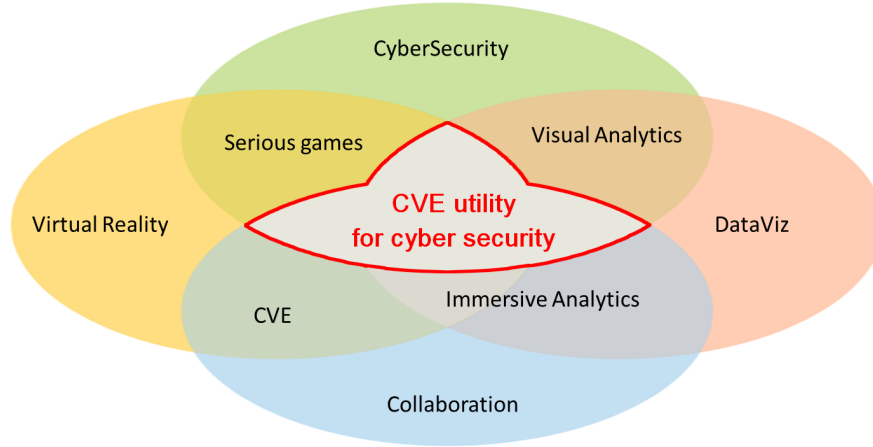 CyberSecurity
Serious games
Visual Analytics
Virtual Reality
CVE utility
for cyber security
DataViz
CVE
Immersive Analytics
Collaboration